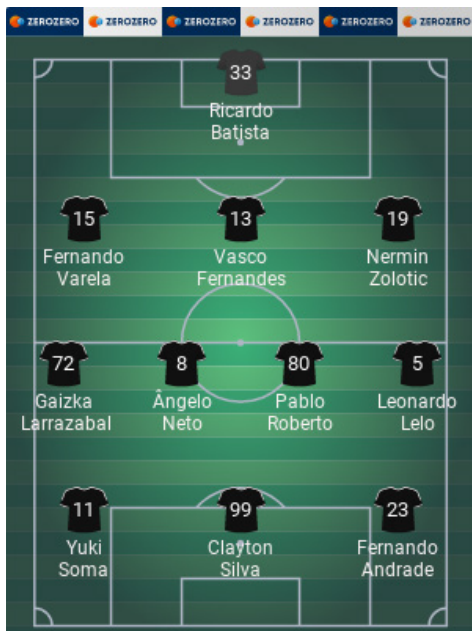 ZEROZERO ZEROZERO ZEROZERO ZEROZERO ZEROZERO ZEROZERO
33
Ricardo
Batista
15 13 19
Fernando Vasco Nermin
Varela Fernandes Zolotic
72 8 80 5
Gaizka Ângelo Pablo Leonardo
Larrazabal Neto Roberto Lelo
11 99 23
Yuki Clayton Fernando
Soma Silva Andrade